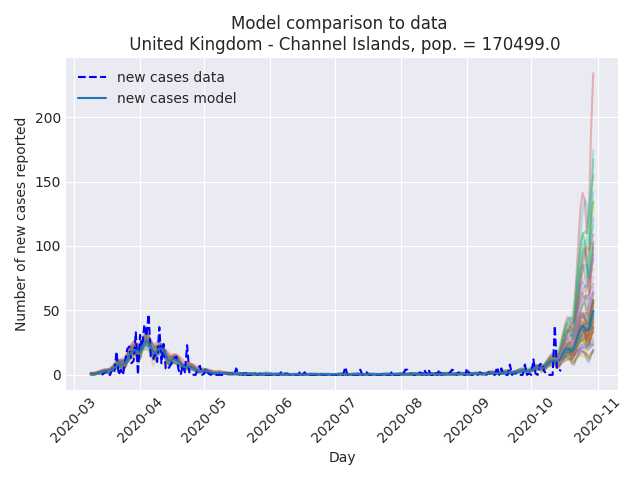 Model comparison to data
United Kingdom - Channel Islands, pop. = 170499.0
new cases data
new cases model
Number of new cases reported
200
150
100
50
0
2020-03
2020-04
2020-05
2020-06
2020-07
2020-08
2020-09
2020-10
2020-11
Day